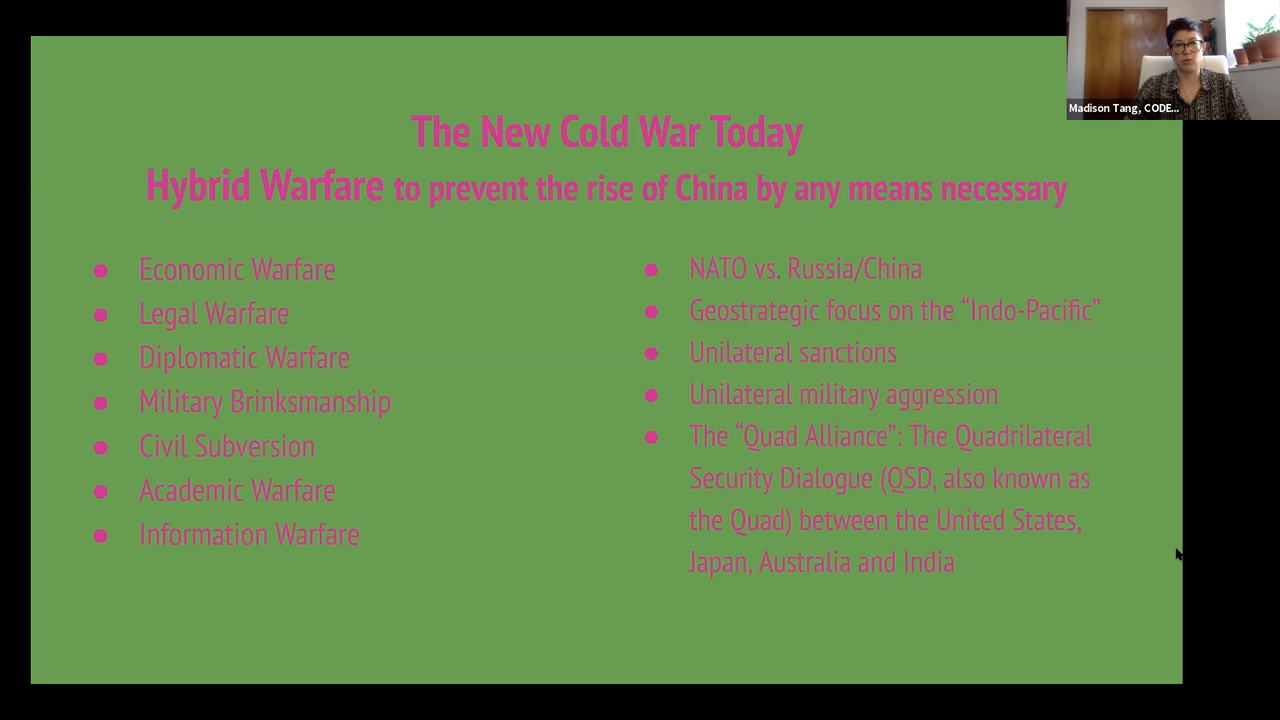 Madison Tang, CODE...
The New Cold War Today
Hybrid Warfare to prevent the rise of China by any means necessary
● Economic Warfare
● Legal Warfare
● Diplomatic Warfare
● Military Brinksmanship
● Civil Subversion
● Academic Warfare
● Information Warfare
● NATO vs. Russia/China
● Geostrategic focus on the “Indo-Pacific”
● Unilateral sanctions
● Unilateral military aggression
● The “Quad Alliance”: The Quadrilateral
Security Dialogue (QSD, also known as
the Quad) between the United States,
Japan, Australia and India